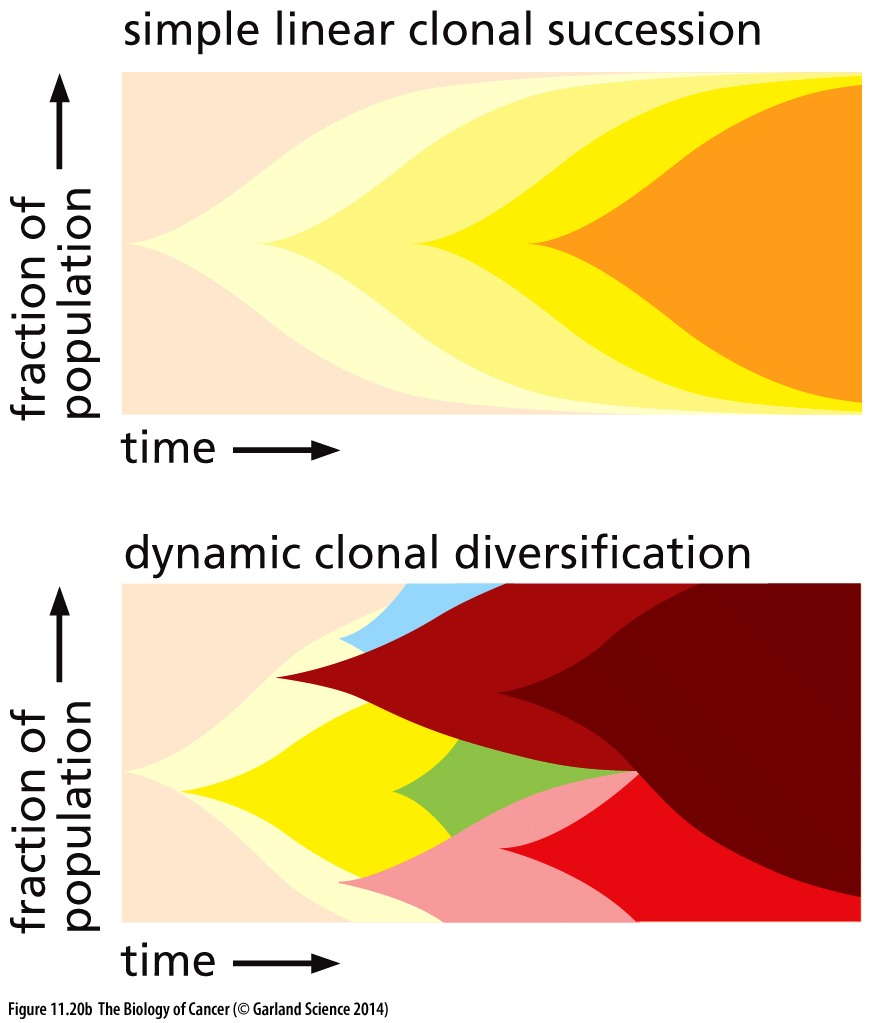 simple linear clonal succession
fraction of
population
time
dynamic clonal diversification
fraction of
population
time
Figure 11.20b The Biology of Cancer (© Garland Science 2014)